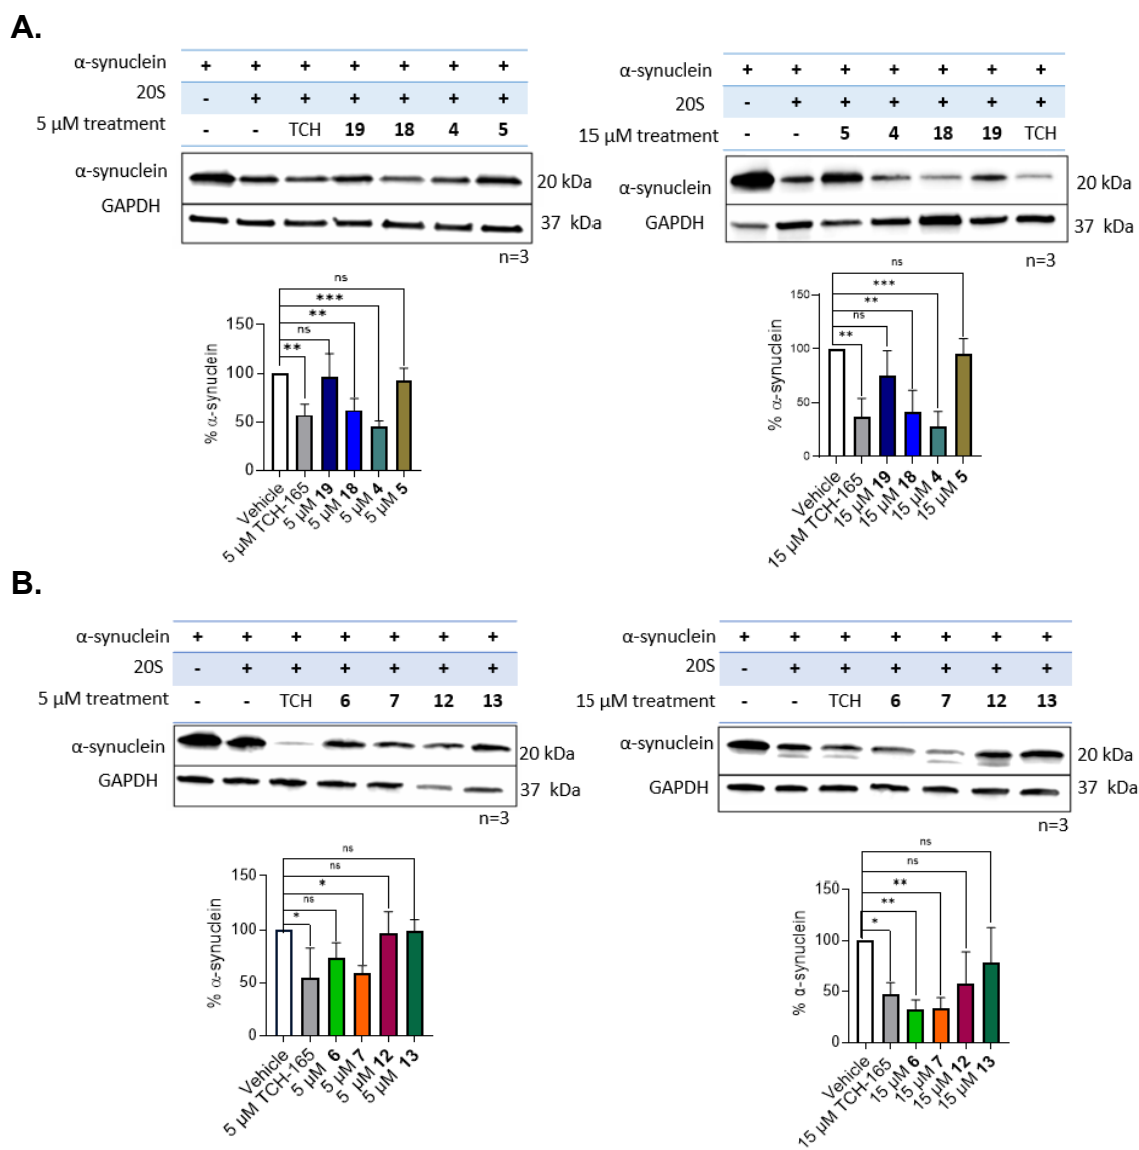 A.
α-synuclein + + + + + + +
20S - + + + + + +
5 µM treatment - - TCH 19 18 4 5
α-synuclein 20 kDa
GAPDH 37 kDa
n=3
ns
***
**
ns
**
% α-synuclein
150
100
50
0
Vehicle
5 µM TCH-165
5 µM 19
5 µM 18
5 µM 4
5 µM 5
α-synuclein + + + + + + +
20S - + + + + + +
15 µM treatment - - 5 4 18 19 TCH
α-synuclein 20 kDa
GAPDH 37 kDa
n=3
ns
***
**
ns
**
% α-synuclein
150
100
50
0
Vehicle
15 µM TCH-165
15 µM 19
15 µM 18
15 µM 4
15 µM 5
B.
α-synuclein + + + + + + +
20S - + + + + + +
5 µM treatment - - TCH 6 7 12 13
α-synuclein 20 kDa
GAPDH 37 kDa
n=3
ns
ns
*
ns
*
% α-synuclein
150
100
50
0
Vehicle
5 µM TCH-165
5 µM 6
5 µM 7
5 µM 12
5 µM 13
α-synuclein + + + + + + +
20S - + + + + + +
15 µM treatment - - TCH 6 7 12 13
α-synuclein 20 kDa
GAPDH 37 kDa
n=3
ns
ns
**
**
*
% α-synuclein
150
100
50
0
Vehicle
15 µM TCH-165
15 µM 6
15 µM 7
15 µM 12
15 µM 13